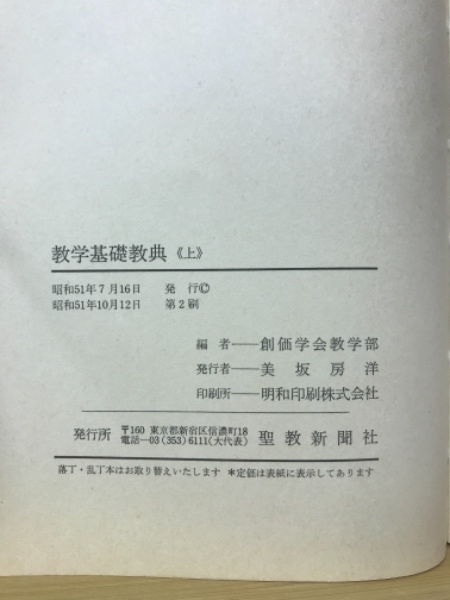 教学基礎教典《上》
昭和51年7月16日 発 行©
昭和51年10月12日 第2刷
編 者──創価学会教学部
発行者──美 坂 房 洋
印刷所──明和印刷株式会社
発行所 〒160 東京都新宿区信濃町18 聖教新聞社
電話―03(353)6111(大代表)
落丁・乱丁本はお取り替えいたします *定価は表紙に表示してあります